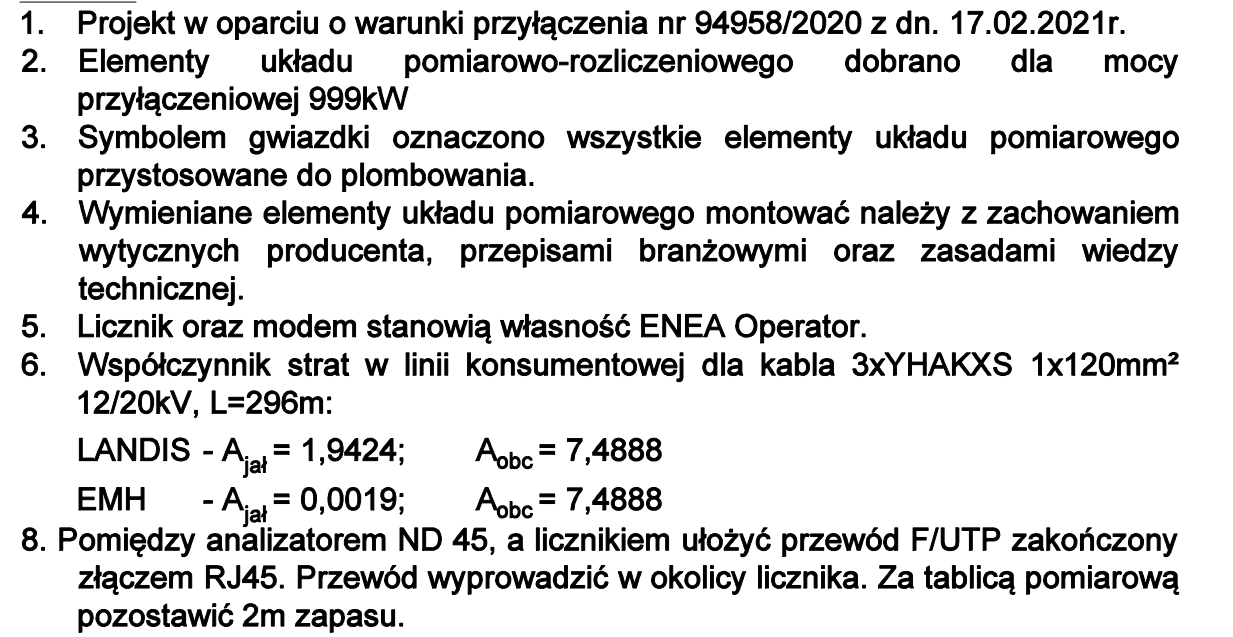 1. Projekt w oparciu o warunki przyłączenia nr 94958/2020 z dn. 17.02.2021r.
2. Elementy układu pomiarowo-rozliczeniowego dobrano dla mocy
przyłączeniowej 999kW
3. Symbolem gwiazdki oznaczono wszystkie elementy układu pomiarowego
przystosowane do plombowania.
4. Wymieniane elementy układu pomiarowego montować należy z zachowaniem
wytycznych producenta, przepisami branżowymi oraz zasadami wiedzy
technicznej.
5. Licznik oraz modem stanowią własność ENEA Operator.
6. Współczynnik strat w linii konsumentowej dla kabla 3xYHAKXS 1x120mm²
12/20kV, L=296m:
LANDIS - Ajał = 1,9424; Aobc = 7,4888
EMH - Ajał = 0,0019; Aobc = 7,4888
8. Pomiędzy analizatorem ND 45, a licznikiem ułożyć przewód F/UTP zakończony
złączem RJ45. Przewód wyprowadzić w okolicy licznika. Za tablicą pomiarową
pozostawić 2m zapasu.